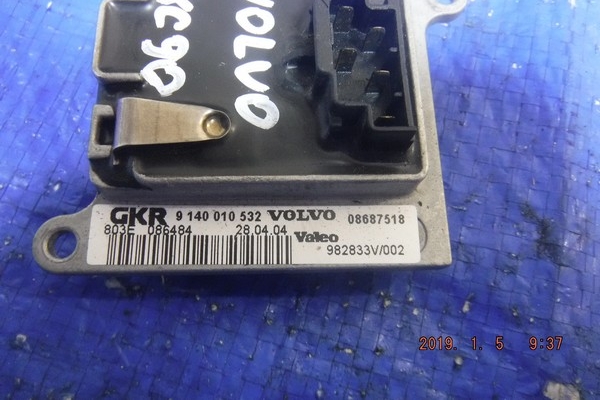 XC90
VOLVO
GKR 9 140 010 532 VOLVO 08687518
803E 086484 28.04.04 Valeo
982833V/002
2019. 1. 5 9:37